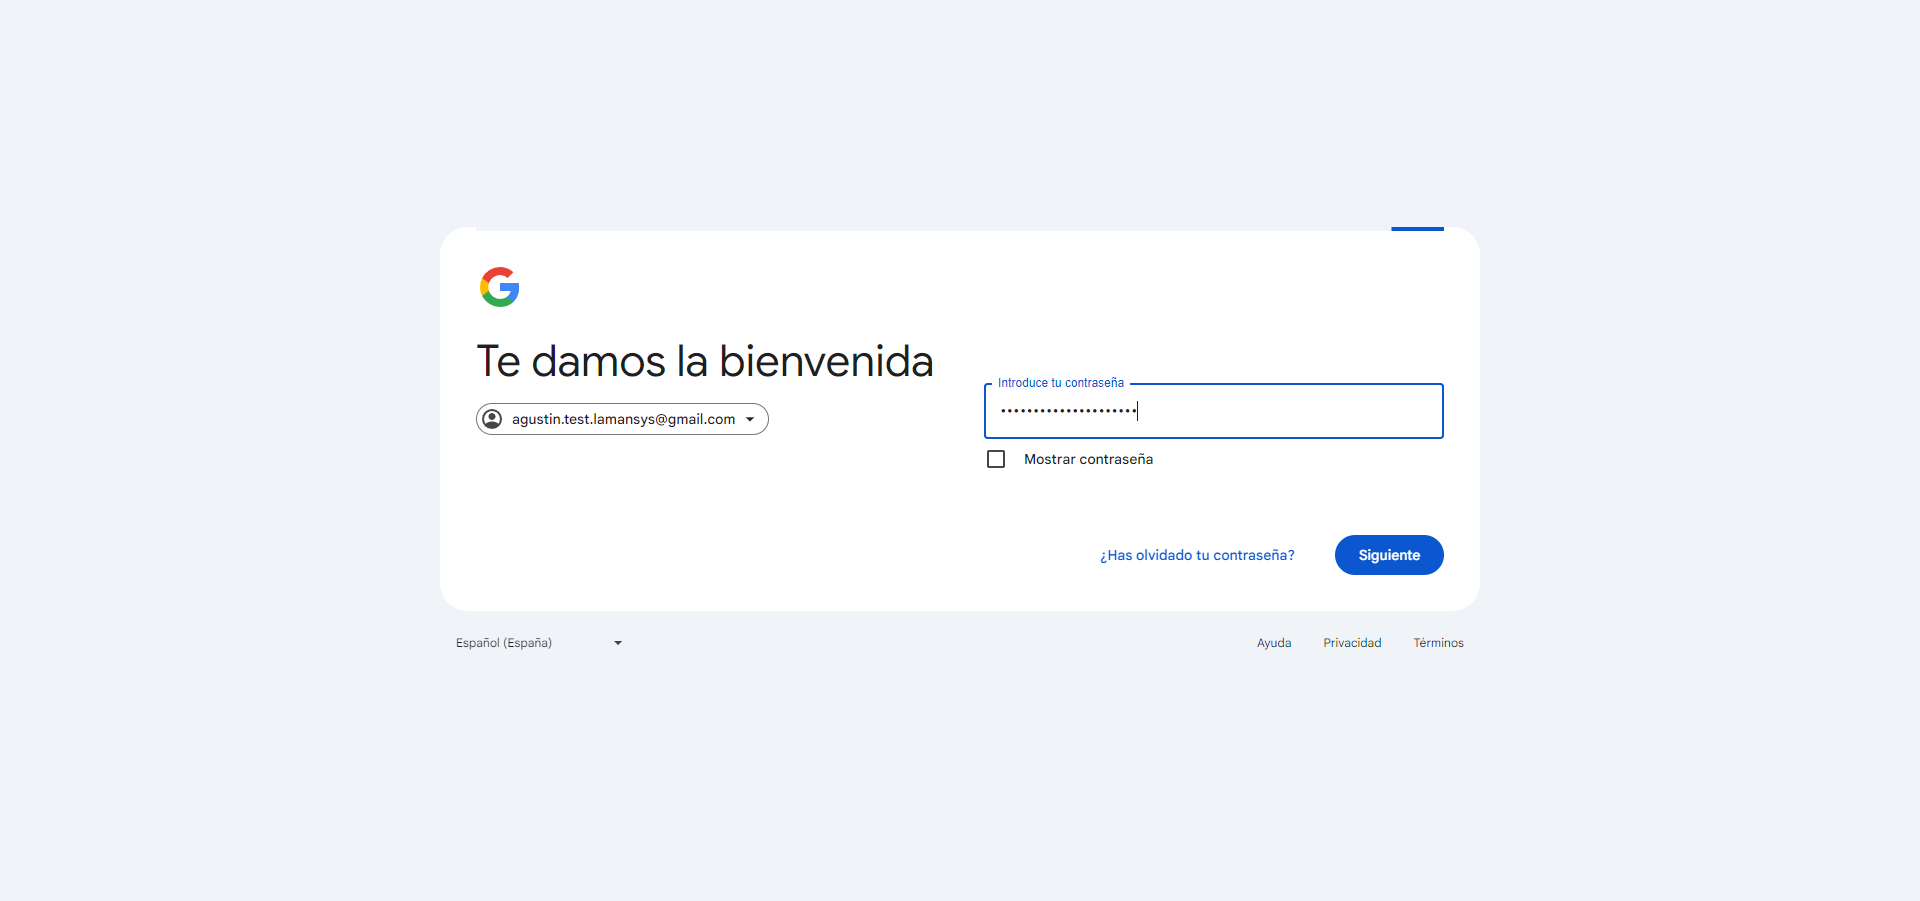 Te damos la bienvenida
agustin.test.lamansys@gmail.com
Introduce tu contraseña
•••••••••••••••••••••
Mostrar contraseña
¿Has olvidado tu contraseña?
Siguiente
Español (España)
Ayuda Privacidad Términos